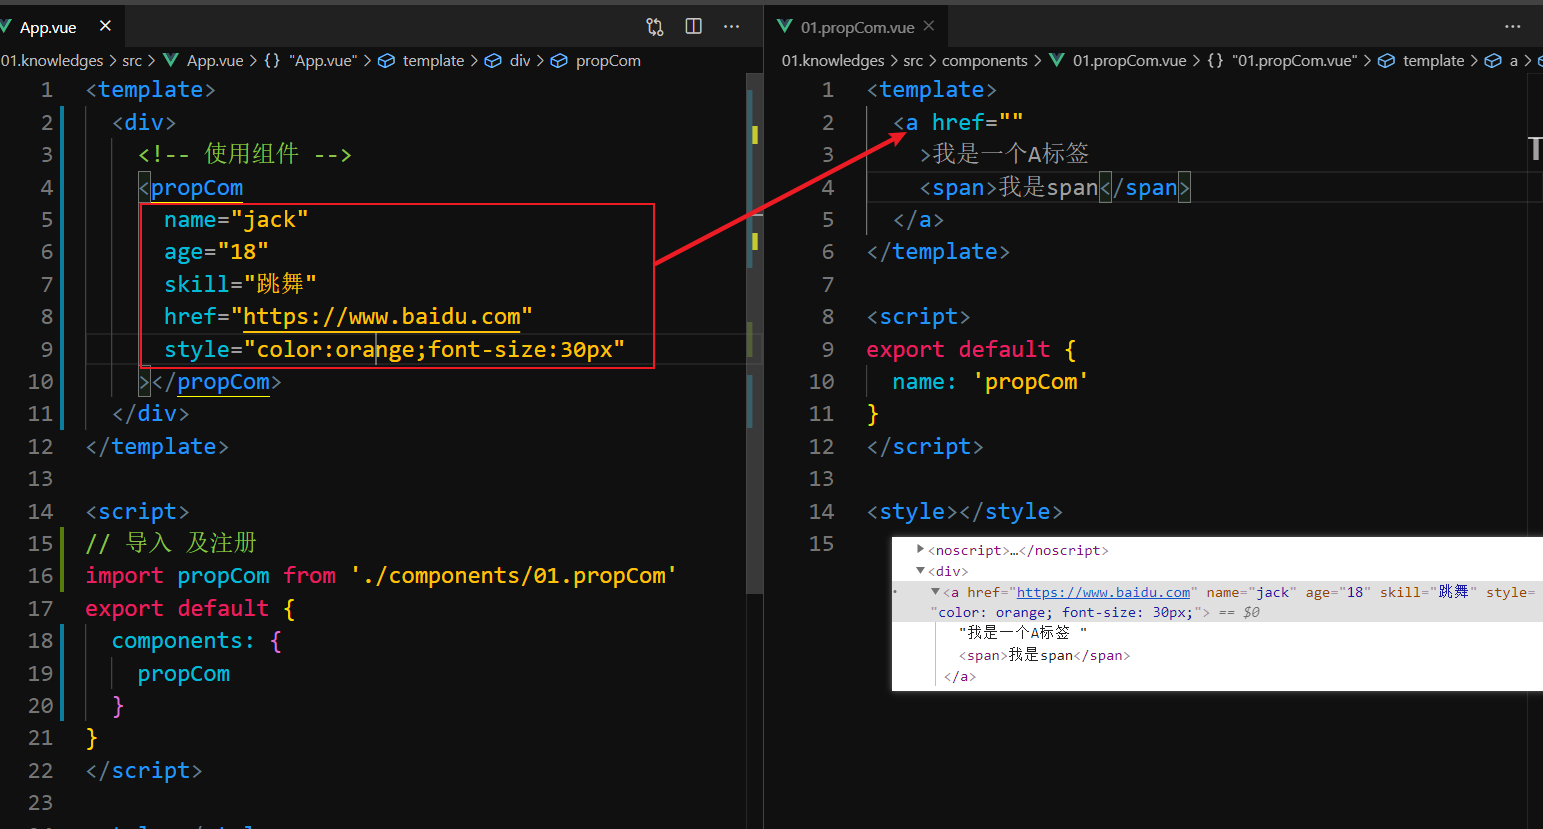 App.vue
01.knowledges > src > App.vue > {} "App.vue" > template > div > propCom
1 <template>
2 <div>
3 <!-- 使用组件 -->
4 <propCom
5 name="jack"
6 age="18"
7 skill="跳舞"
8 href="https://www.baidu.com"
9 style="color:orange;font-size:30px"
10 ></propCom>
11 </div>
12 </template>
13
14 <script>
15 // 导入 及注册
16 import propCom from './components/01.propCom'
17 export default {
18 components: {
19 propCom
20 }
21 }
22 </script>
23
01.propCom.vue
01.knowledges > src > components > 01.propCom.vue > {} "01.propCom.vue" > template > a >
1 <template>
2 <a href=""
3 >我是一个A标签
4 <span>我是span</span>
5 </a>
6 </template>
7
8 <script>
9 export default {
10 name: 'propCom'
11 }
12 </script>
13
14 <style></style>
15
<noscript>…</noscript>
<div>
<a href="https://www.baidu.com" name="jack" age="18" skill="跳舞" style=
"color: orange; font-size: 30px;"> == $0
"我是一个A标签 "
<span>我是span</span>
</a>